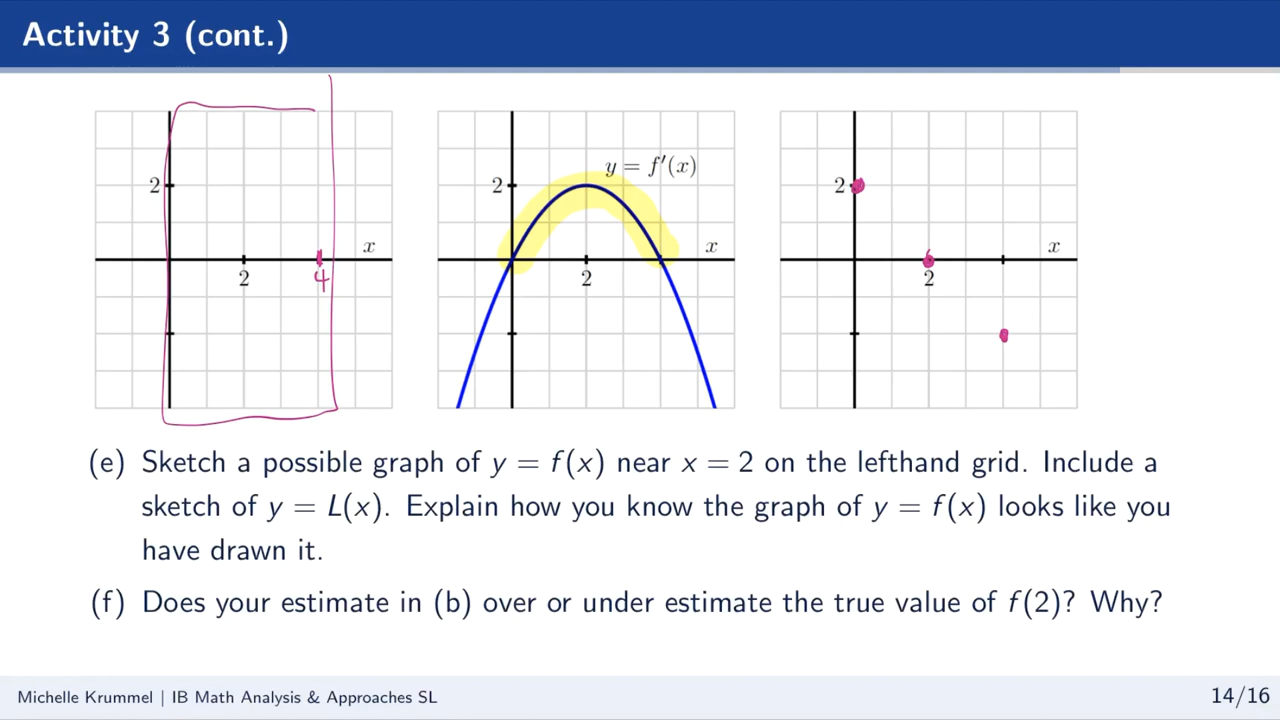 Activity 3 (cont.)
2
2
4
x
y = f′(x)
2
2
x
2
2
x
(e) Sketch a possible graph of y = f(x) near x = 2 on the lefthand grid. Include a
sketch of y = L(x). Explain how you know the graph of y = f(x) looks like you
have drawn it.
(f) Does your estimate in (b) over or under estimate the true value of f(2)? Why?
Michelle Krummel | IB Math Analysis & Approaches SL
14/16